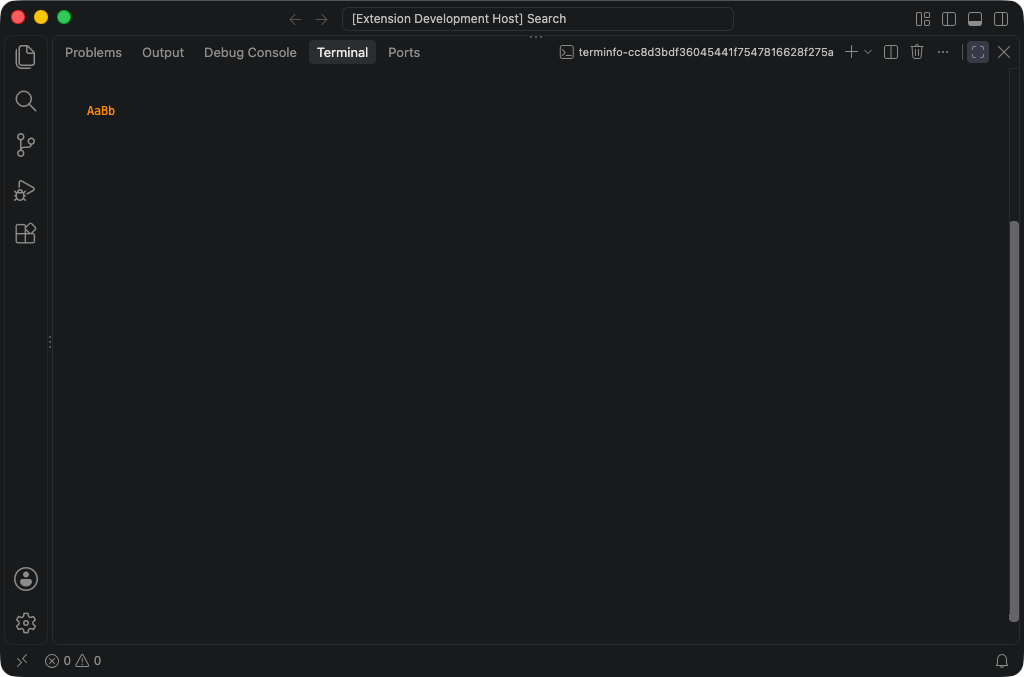 [Extension Development Host] Search
Problems Output Debug Console Terminal Ports
terminfo-cc8d3bdf36045441f7547816628f275a
AaBb
0 0